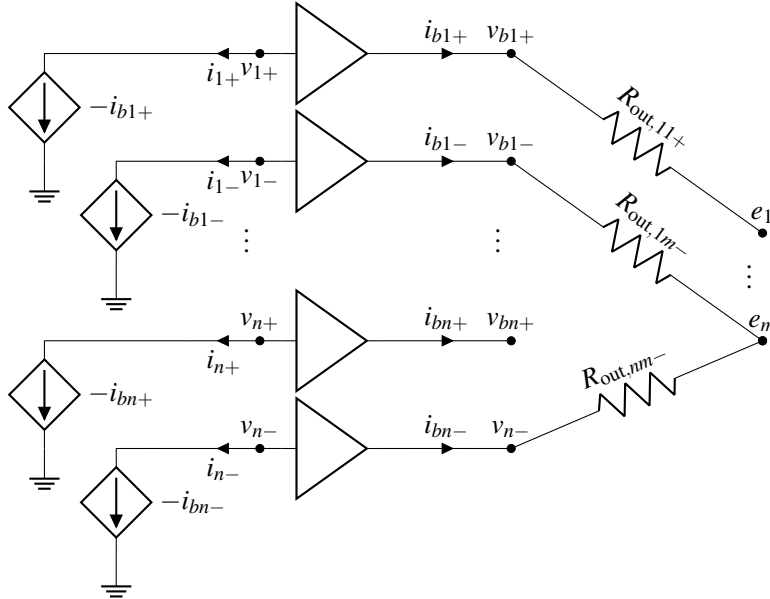 i_{b1+} v_{b1+}
i_{1+} v_{1+}
−i_{b1+}
R_{out,11+}
i_{b1−} v_{b1−}
i_{1−} v_{1−}
−i_{b1−}
R_{out,1m−}
e_1
⋮ ⋮ ⋮
v_{n+} i_{bn+} v_{bn+} e_m
i_{n+}
−i_{bn+}
R_{out,nm−}
v_{n−} i_{bn−} v_{n−}
i_{n−}
−i_{bn−}